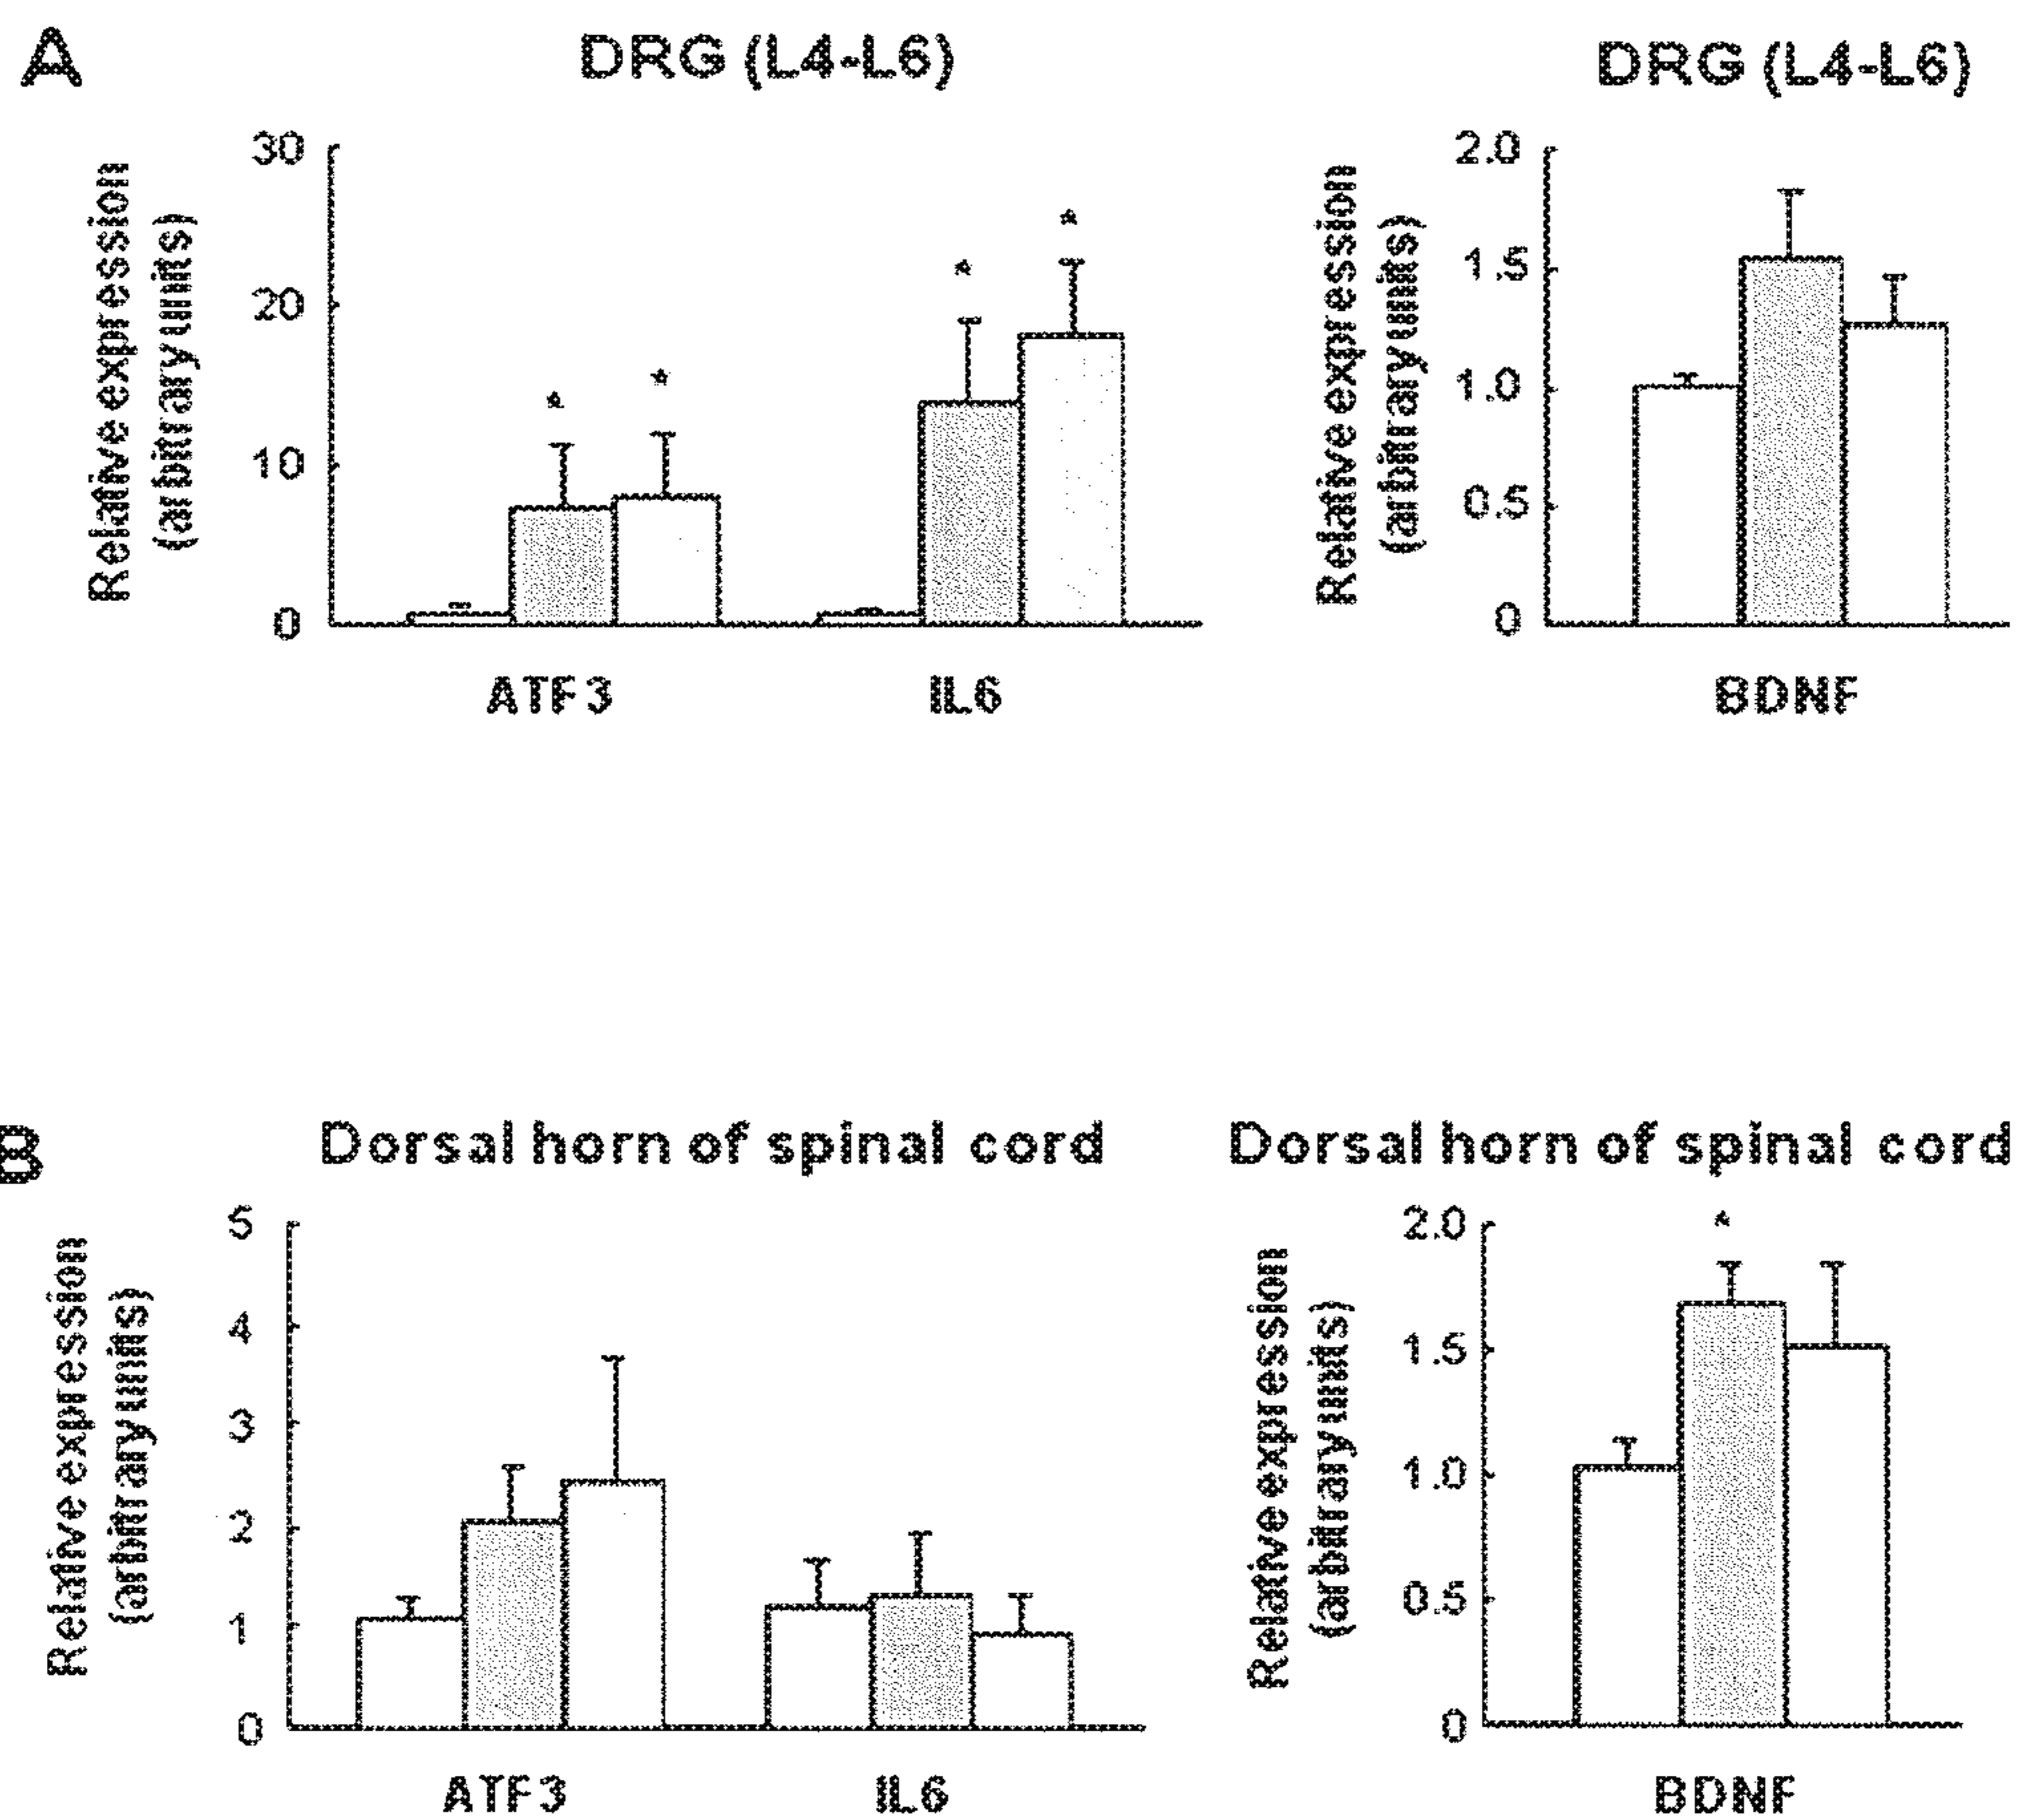 A
DRG (L4-L6)
DRG (L4-L6)
Relative expression
(arbitrary units)
30
20
10
0
*
*
*
*
ATF3
IL6
Relative expression
(arbitrary units)
2.0
1.5
1.0
0.5
0
BDNF
B
Dorsal horn of spinal cord
Dorsal horn of spinal cord
Relative expression
(arbitrary units)
5
4
3
2
1
0
ATF3
IL6
Relative expression
(arbitrary units)
2.0
1.5
1.0
0.5
0
*
BDNF